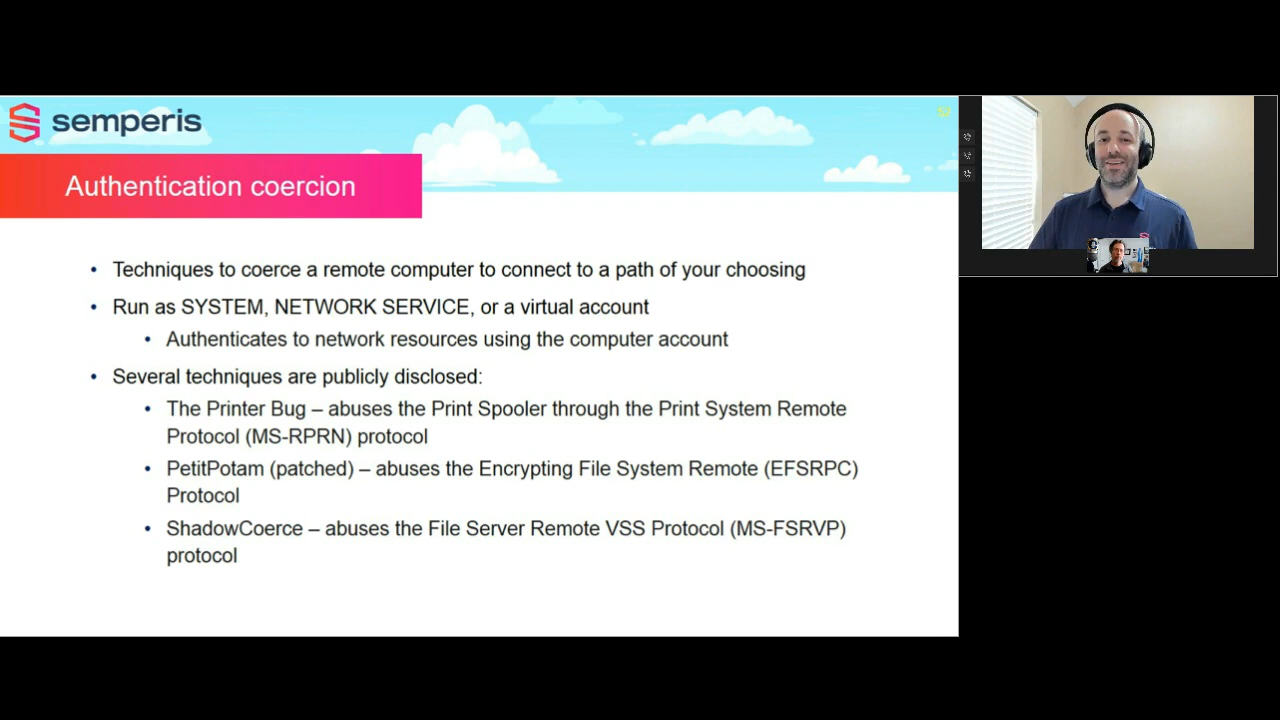 semperis
Authentication coercion
• Techniques to coerce a remote computer to connect to a path of your choosing
• Run as SYSTEM, NETWORK SERVICE, or a virtual account
• Authenticates to network resources using the computer account
• Several techniques are publicly disclosed:
• The Printer Bug – abuses the Print Spooler through the Print System Remote
Protocol (MS-RPRN) protocol
• PetitPotam (patched) – abuses the Encrypting File System Remote (EFSRPC)
Protocol
• ShadowCoerce – abuses the File Server Remote VSS Protocol (MS-FSRVP)
protocol